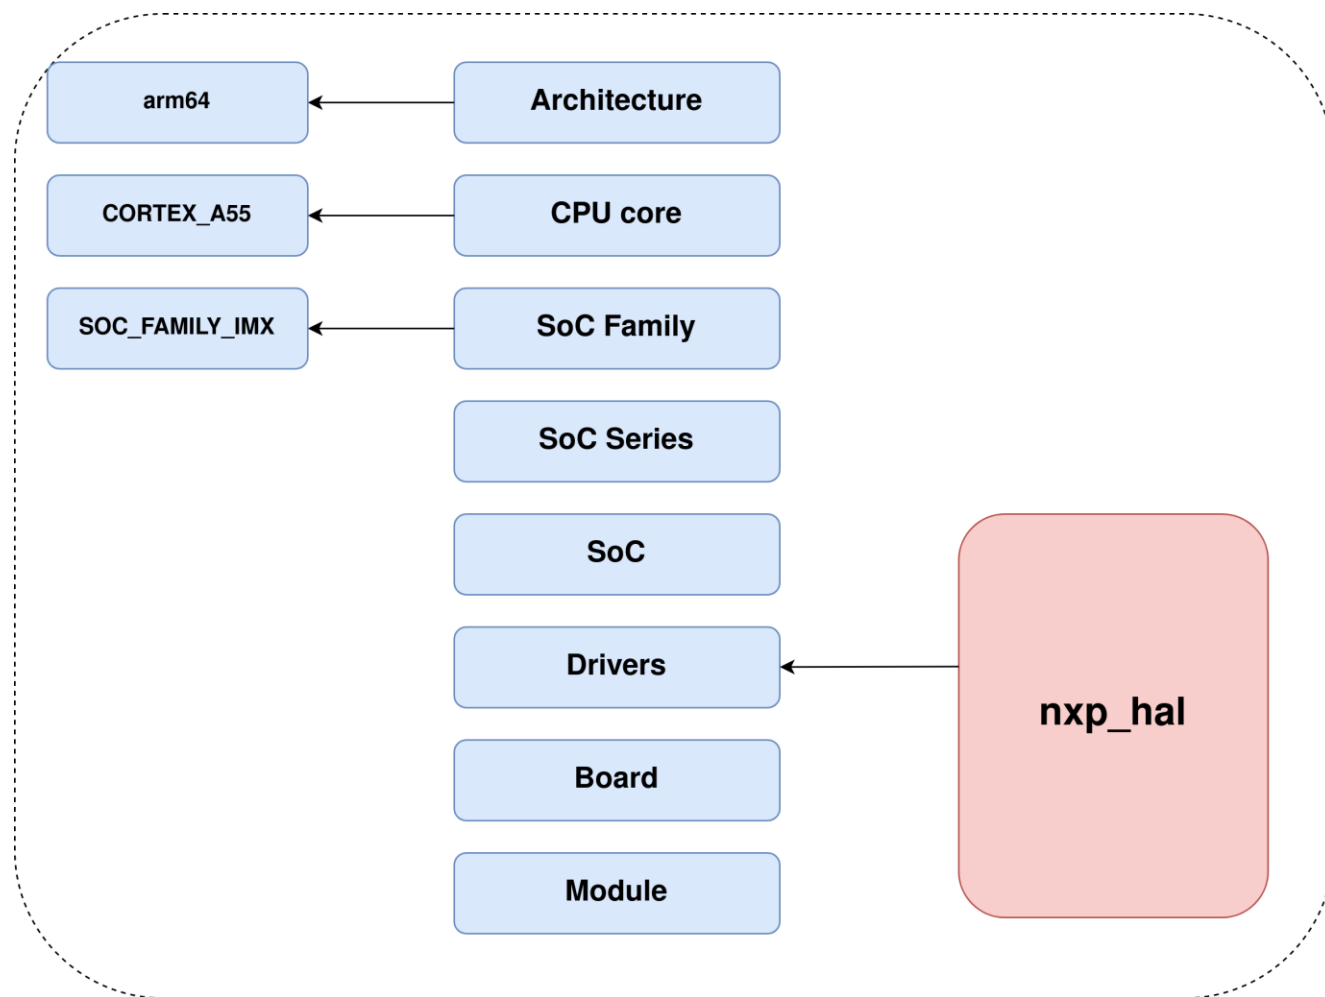 arm64
Architecture
CORTEX_A55
CPU core
SOC_FAMILY_IMX
SoC Family
SoC Series
SoC
Drivers
nxp_hal
Board
Module